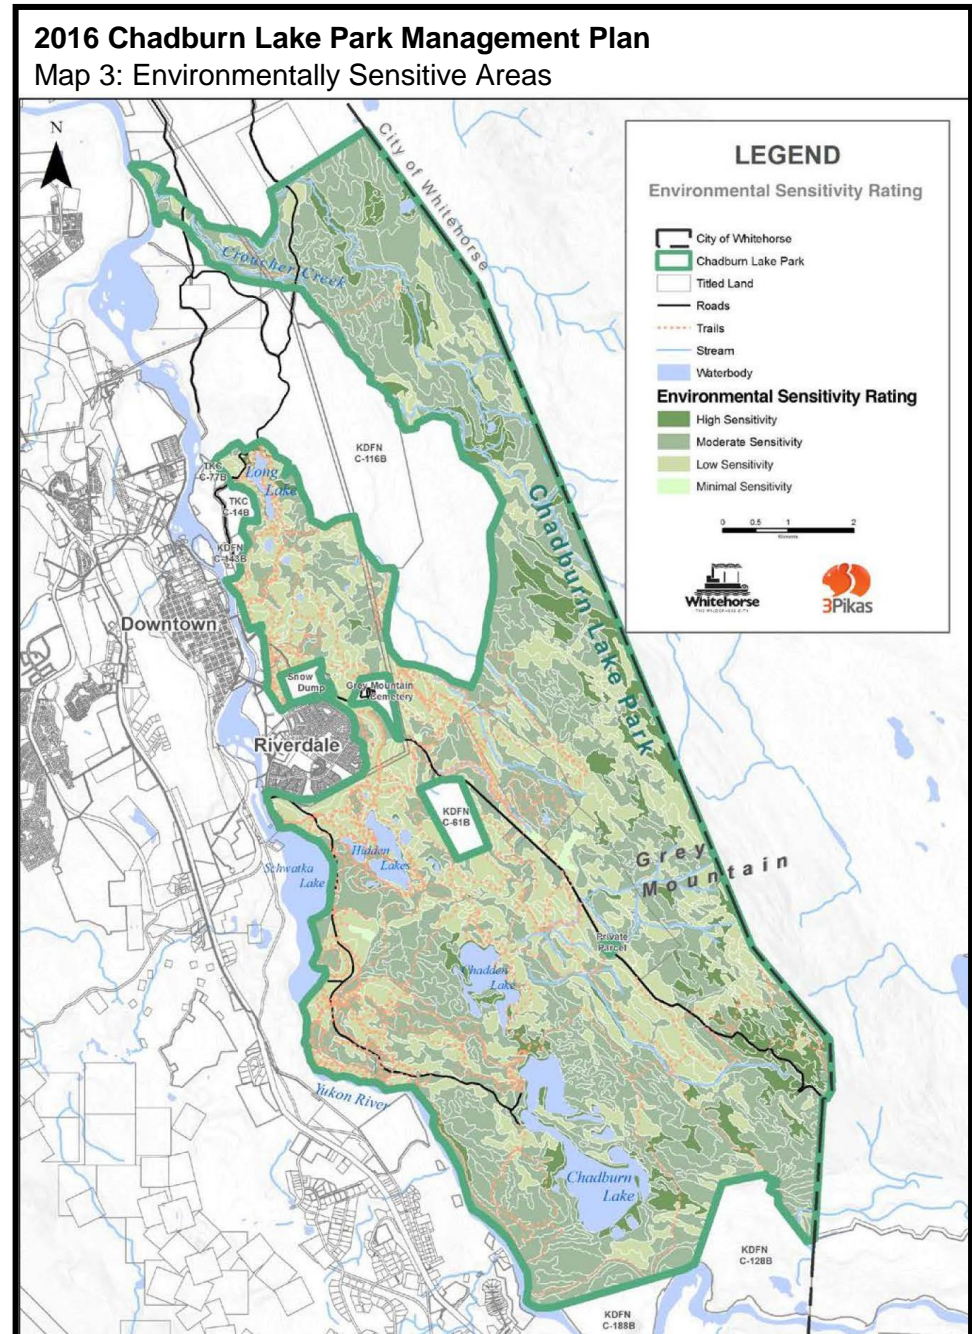 2016 Chadburn Lake Park Management Plan
Map 3: Environmentally Sensitive Areas
N
City of Whitehorse
LEGEND
Environmental Sensitivity Rating
City of Whitehorse
Chadburn Lake Park
Titled Land
Roads
Trails
Stream
Waterbody
Environmental Sensitivity Rating
High Sensitivity
Moderate Sensitivity
Low Sensitivity
Minimal Sensitivity
0 0.5 1 2
Whitehorse
3Pikas
Croucher Creek
KDFN
C-116B
TKC
C-77B
Long
Lake
TKC
C-14B
KDFN
C-143B
Chadburn Lake Park
Downtown
Snow
Dump
Grey Mountain
Cemetery
Riverdale
KDFN
C-61B
Hidden
Lakes
Schwatka
Lake
Grey
Mountain
Private
Parcel
Chadden
Lake
Yukon River
Chadburn
Lake
KDFN
C-128B
KDFN
C-188B